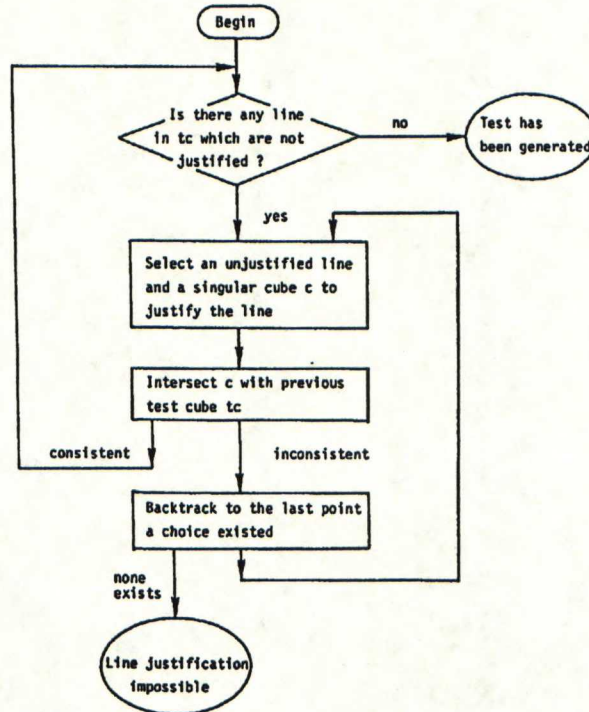 Begin
Is there any line
in tc which are not
justified ?
no
Test has
been generated
yes
Select an unjustified line
and a singular cube c to
justify the line
Intersect c with previous
test cube tc
consistent
inconsistent
Backtrack to the last point
a choice existed
none
exists
Line justification
impossible